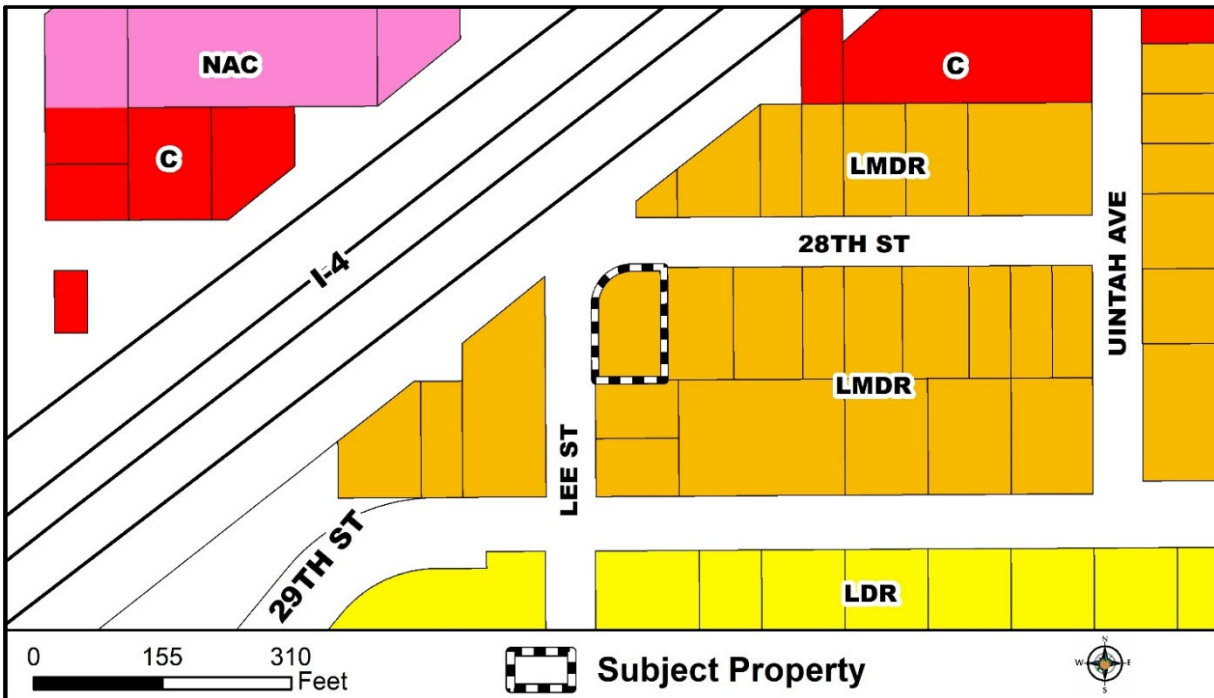 NAC
C
C
LMDR
I-4
28TH ST
UINTAH AVE
LMDR
LEE ST
29TH ST
LDR
0 155 310
Feet
Subject Property
N
W E
S